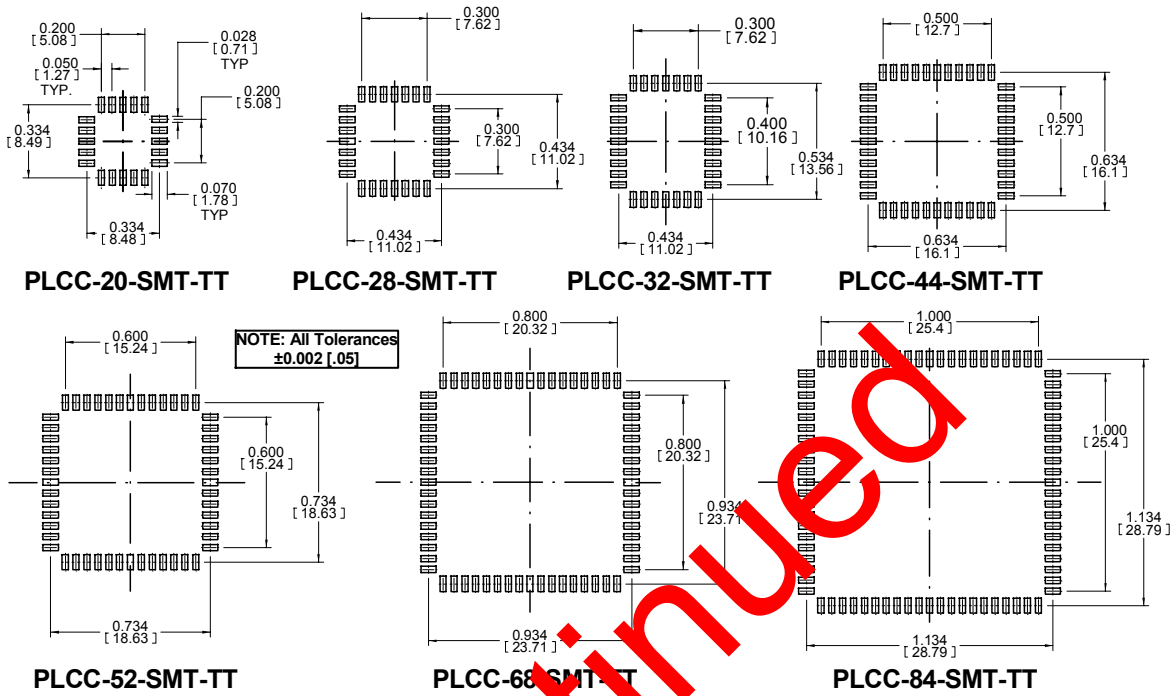 0.200
[ 5.08 ]
0.050
[ 1.27 ]
TYP.
0.028
[ 0.71 ]
TYP
0.200
[ 5.08 ]
0.334
[ 8.49 ]
0.070
[ 1.78 ]
TYP
0.334
[ 8.48 ]
PLCC-20-SMT-TT
0.300
[ 7.62 ]
0.300
[ 7.62 ]
0.434
[ 11.02 ]
0.434
[ 11.02 ]
PLCC-28-SMT-TT
0.300
[ 7.62 ]
0.400
[ 10.16 ]
0.534
[ 13.56 ]
0.434
[ 11.02 ]
PLCC-32-SMT-TT
0.500
[ 12.7 ]
0.500
[ 12.7 ]
0.634
[ 16.1 ]
0.634
[ 16.1 ]
PLCC-44-SMT-TT
0.600
[ 15.24 ]
NOTE: All Tolerances
±0.002 [.05]
0.600
[ 15.24 ]
0.734
[ 18.63 ]
0.734
[ 18.63 ]
PLCC-52-SMT-TT
0.800
[ 20.32 ]
0.800
[ 20.32 ]
0.934
[ 23.71
0.934
[ 23.71 ]
PLCC-68-SMT-TT
1.000
[ 25.4 ]
1.000
[ 25.4 ]
1.134
[ 28.79 ]
1.134
[ 28.79 ]
PLCC-84-SMT-TT
tinued